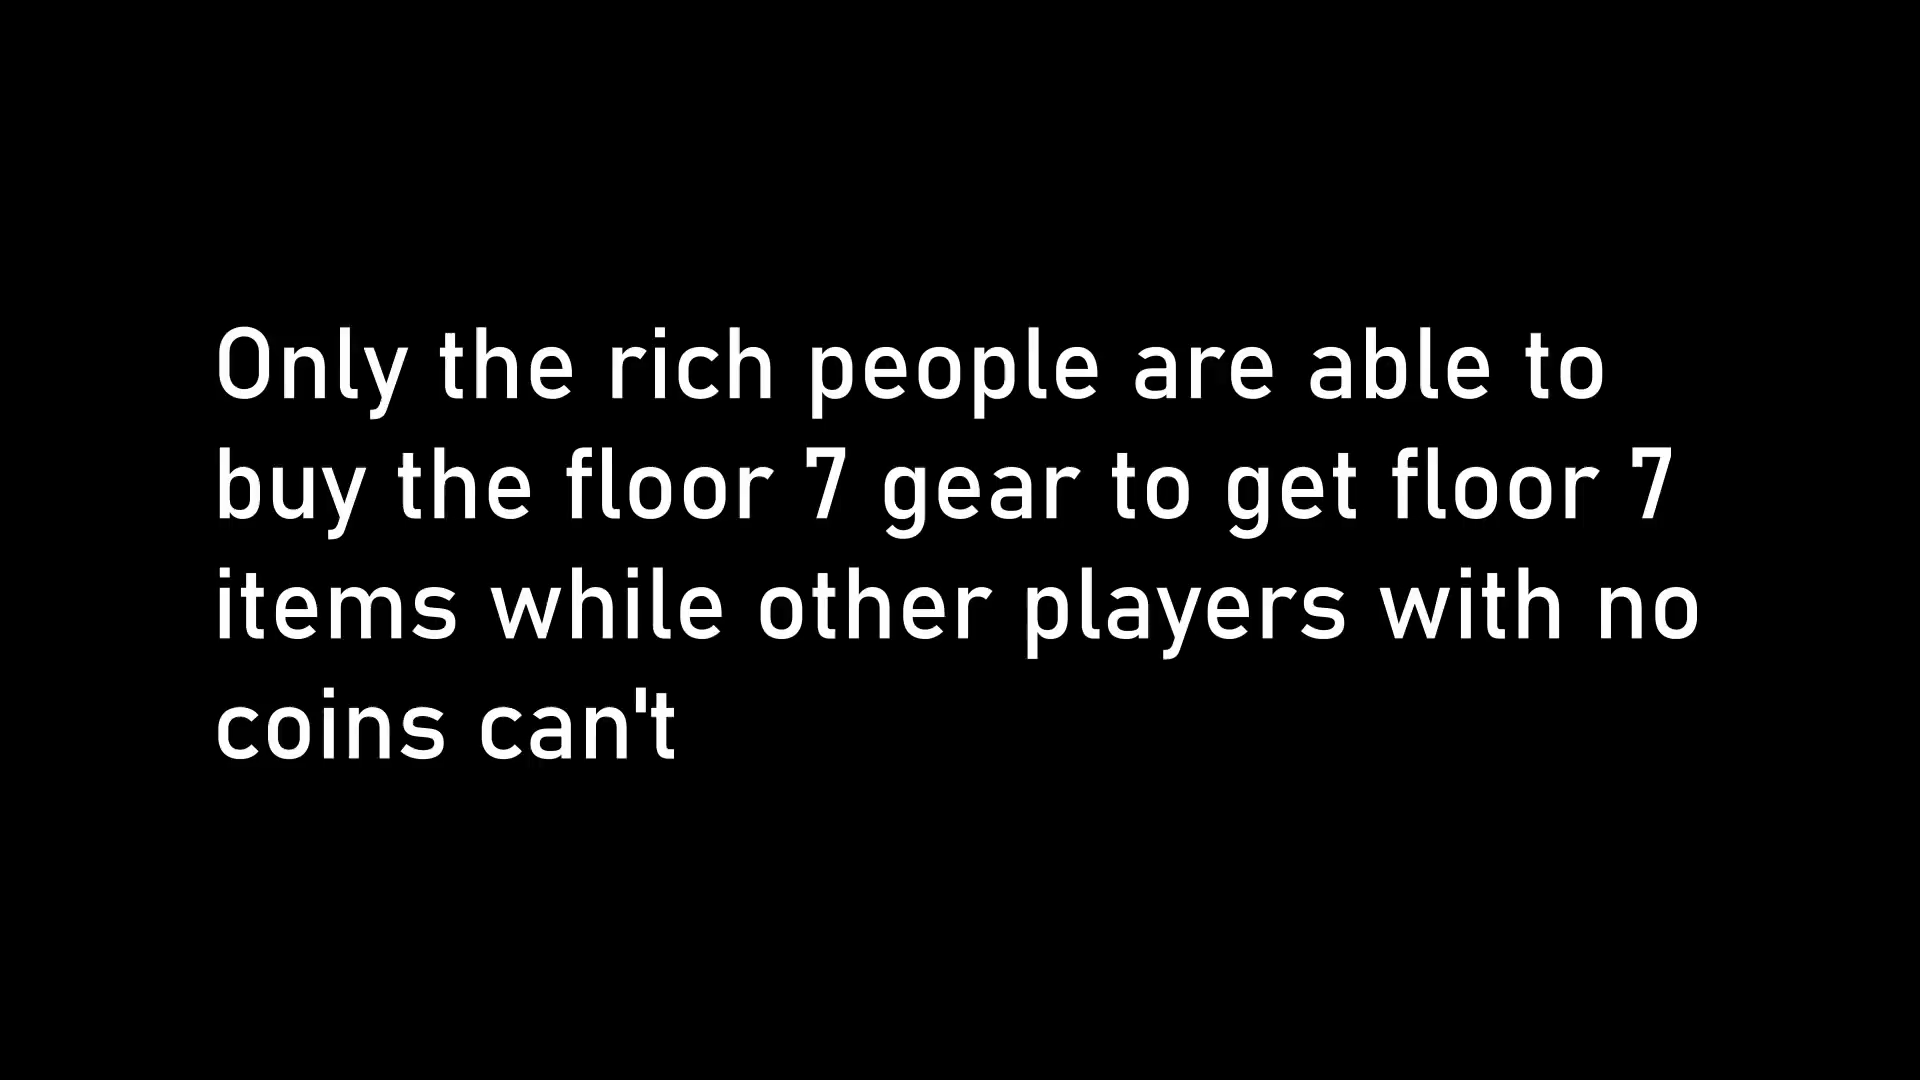 Only the rich people are able to
buy the floor 7 gear to get floor 7
items while other players with no
coins can't